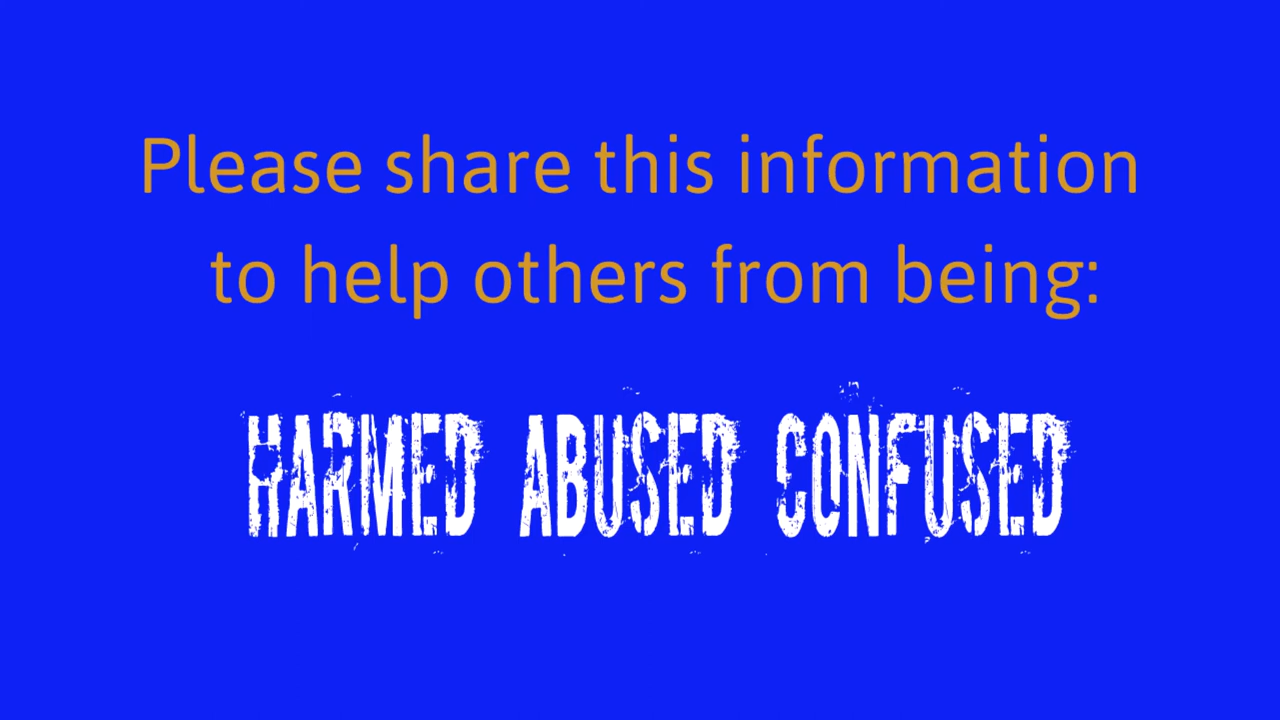 Please share this information
to help others from being:
HARMED ABUSED CONFUSED